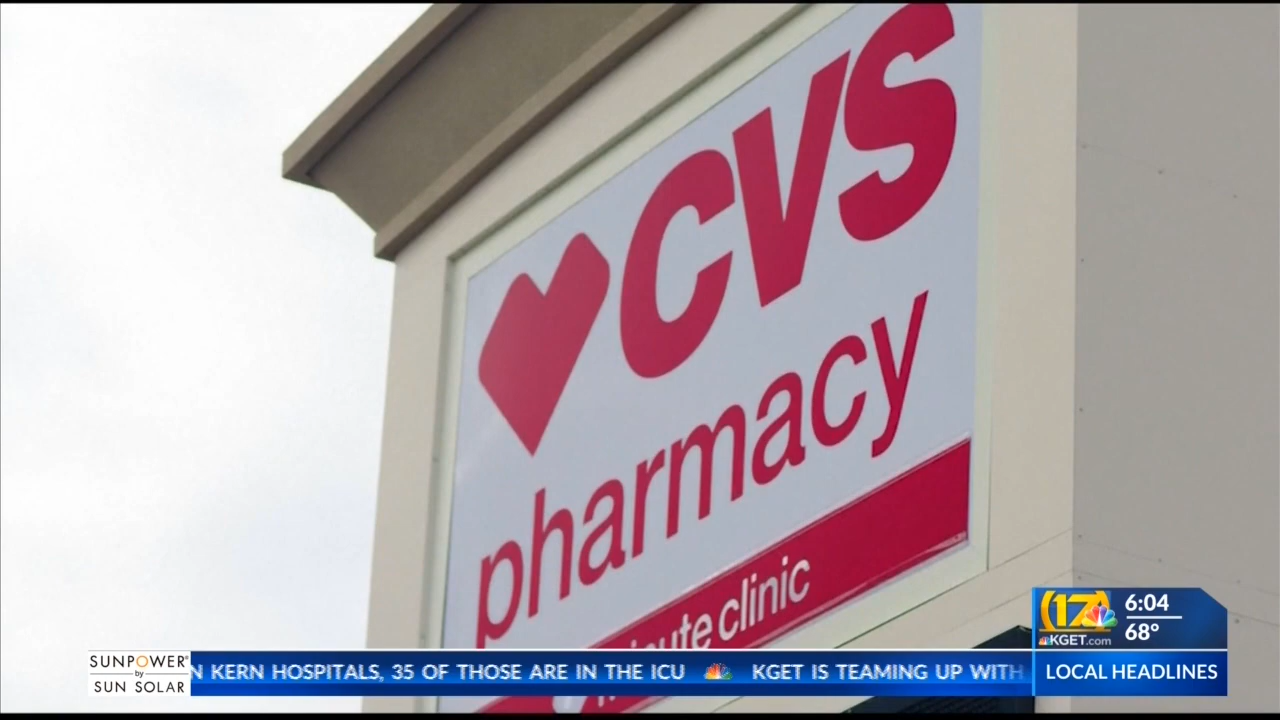 CVS
pharmacy
minute clinic
17
KGET.com
6:04
68°
SUNPOWER®
by
SUN SOLAR
N KERN HOSPITALS, 35 OF THOSE ARE IN THE ICU KGET IS TEAMING UP WITH
LOCAL HEADLINES